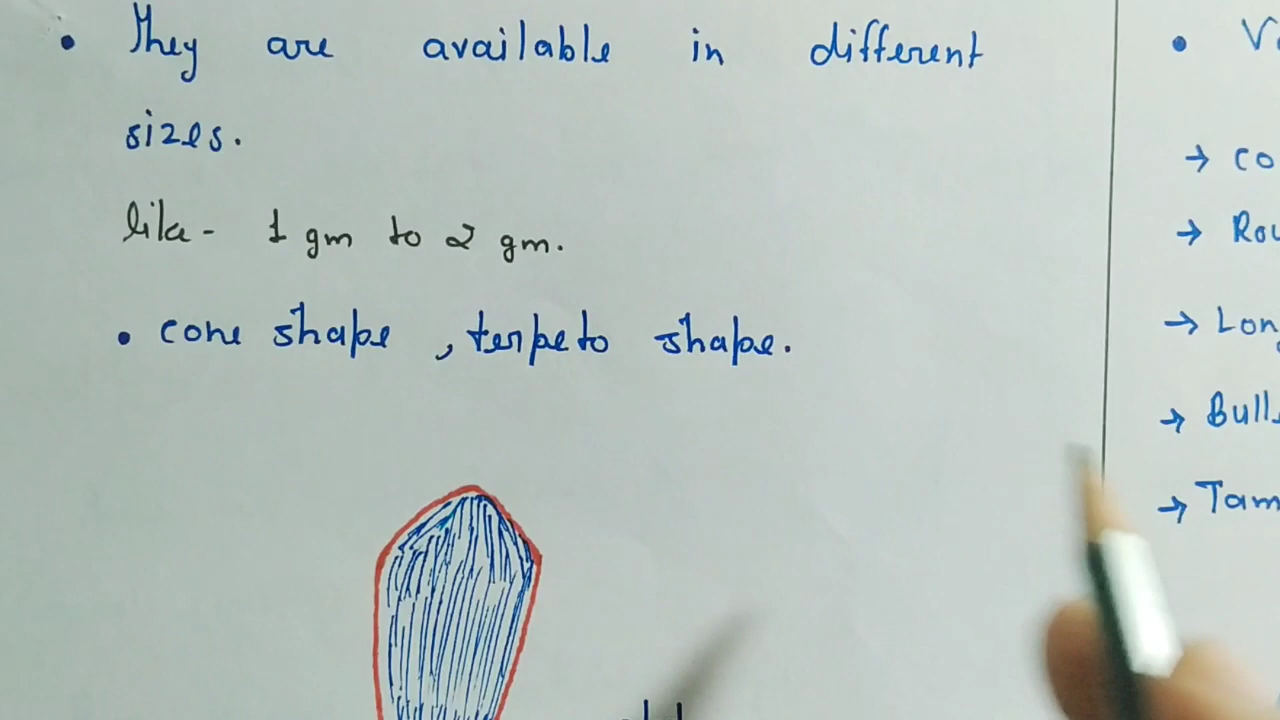 • They are available in different
sizes.
like - 1 gm to 2 gm.
• cone shape , terpeto shape.
•
→ co
→ Rou
→ Lon
→ Bull
→ Tam